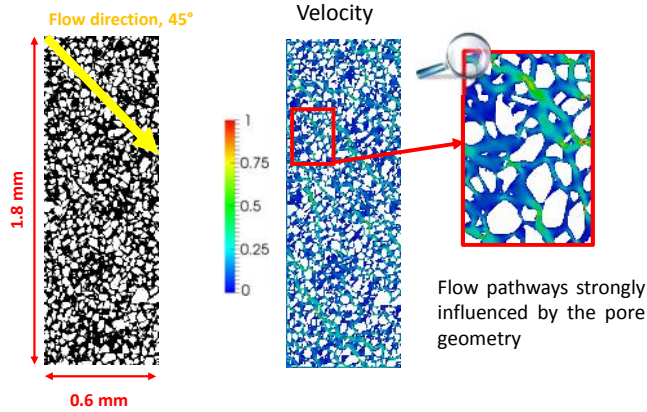 Flow direction, 45°
Velocity
1.8 mm
0.6 mm
1
0.75
0.5
0.25
0
Flow pathways strongly
influenced by the pore
geometry